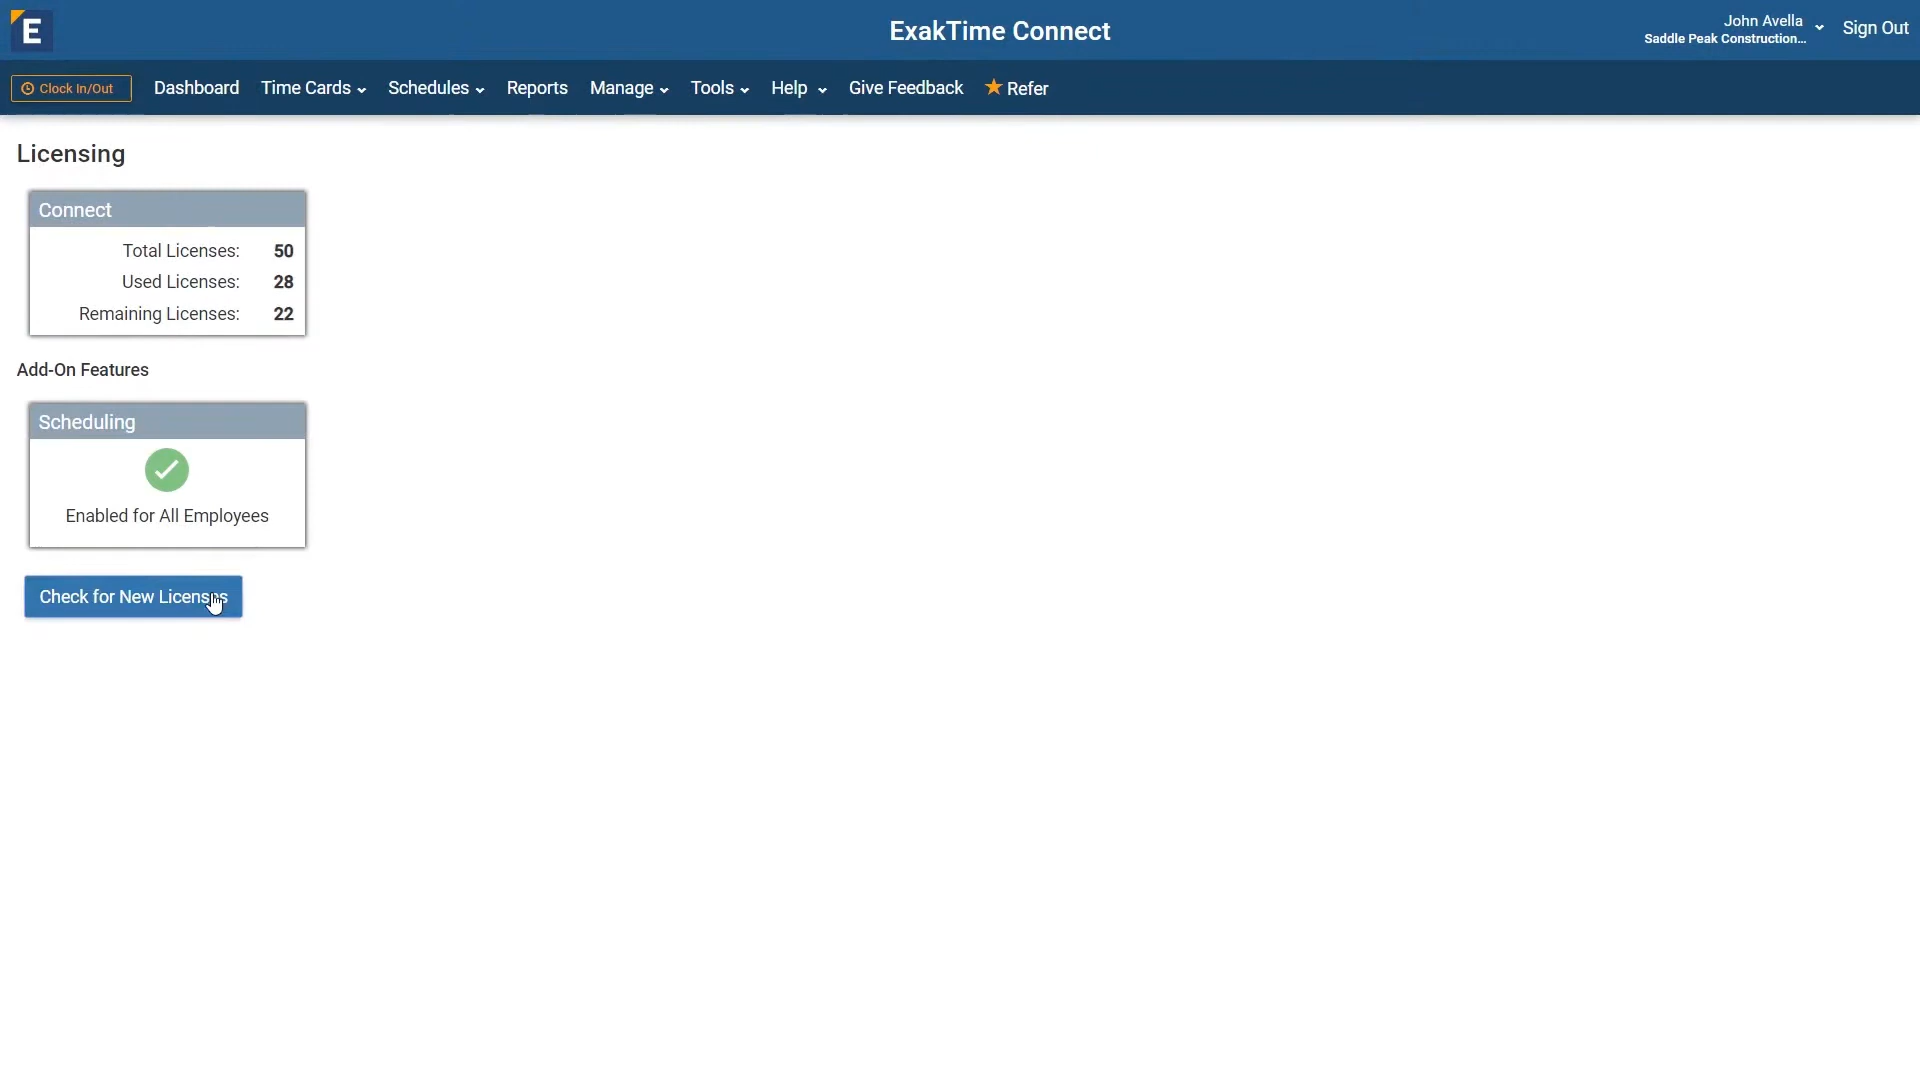 E
ExakTime Connect
John Avella
Saddle Peak Construction...
Sign Out
Clock In/Out
Dashboard
Time Cards
Schedules
Reports
Manage
Tools
Help
Give Feedback
Refer
Licensing
Connect
Total Licenses: 50
Used Licenses: 28
Remaining Licenses: 22
Add-On Features
Scheduling
Enabled for All Employees
Check for New Licenses